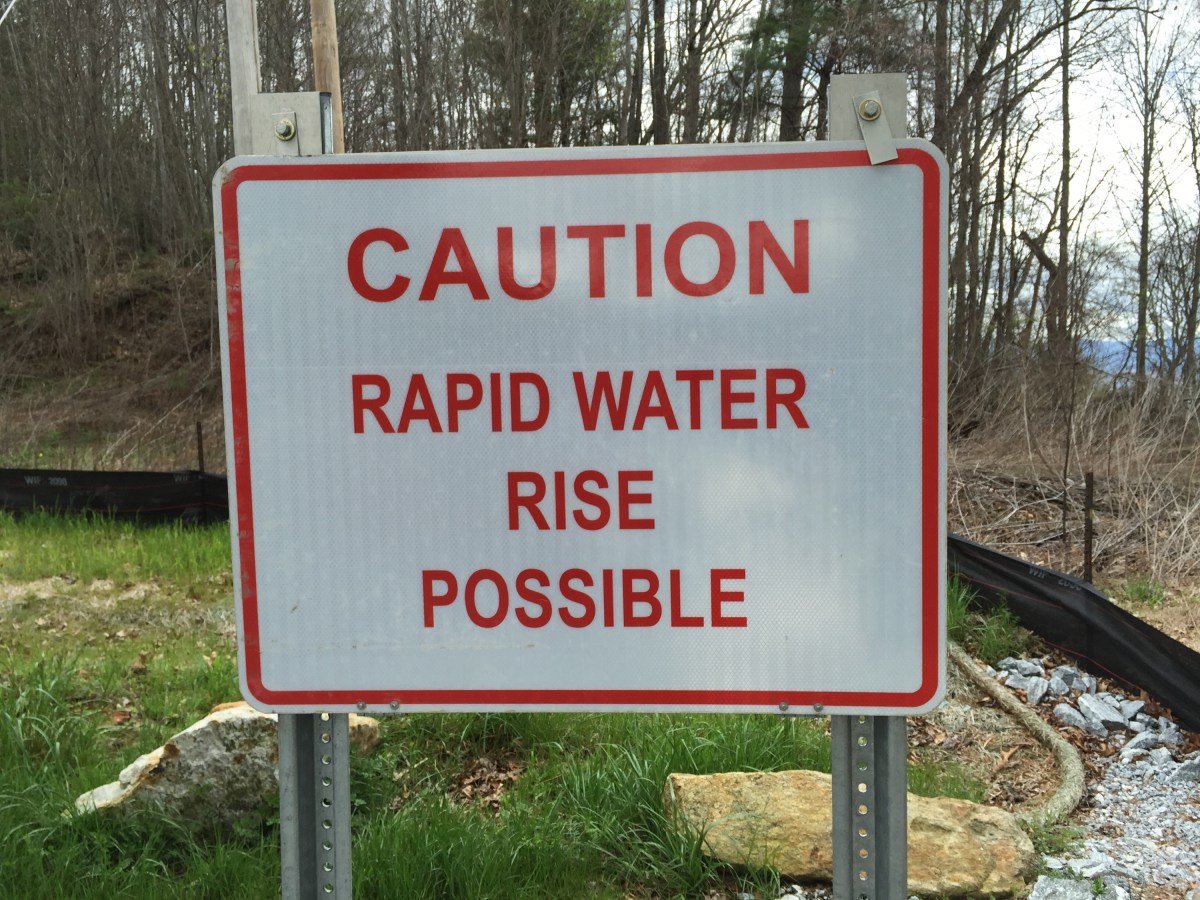 CAUTION
RAPID WATER
RISE
POSSIBLE